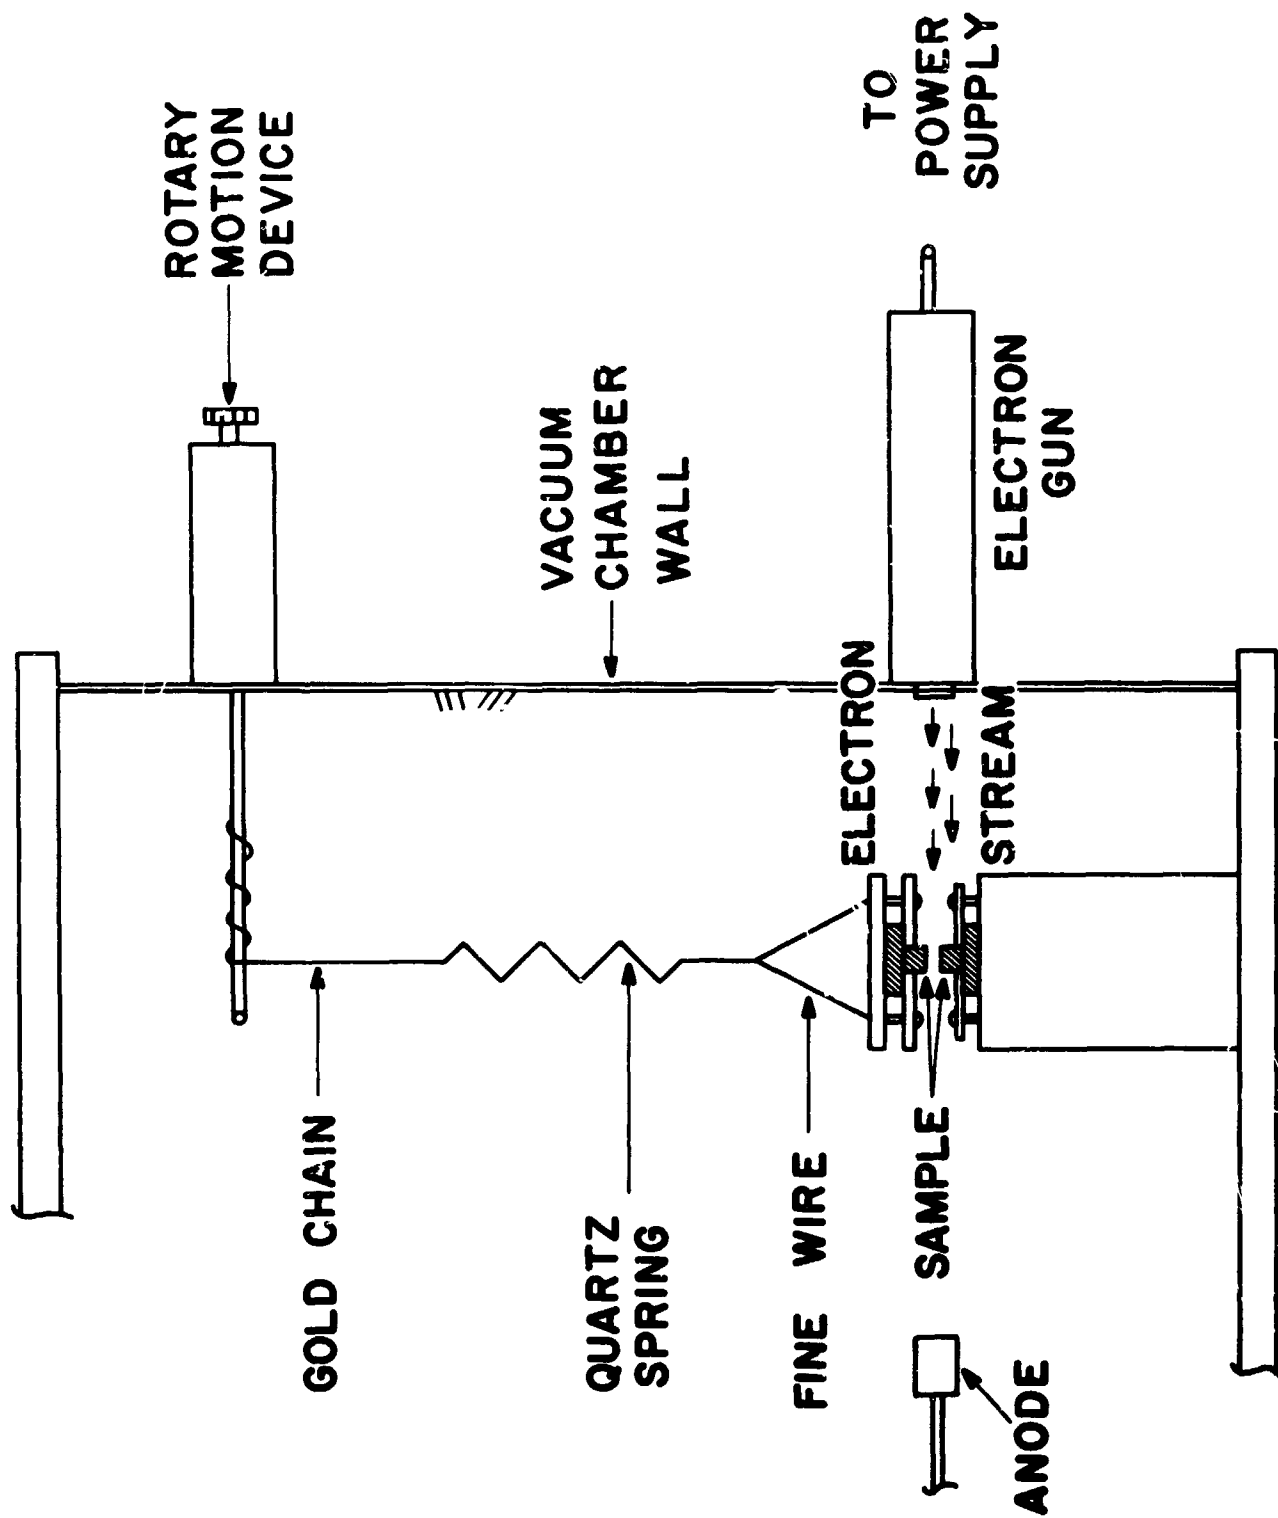 ROTARY
MOTION
DEVICE
TO
POWER
SUPPLY
VACUUM
CHAMBER
WALL
ELECTRON
GUN
ELECTRON
STREAM
GOLD CHAIN
QUARTZ
SPRING
FINE WIRE
SAMPLE
ANODE